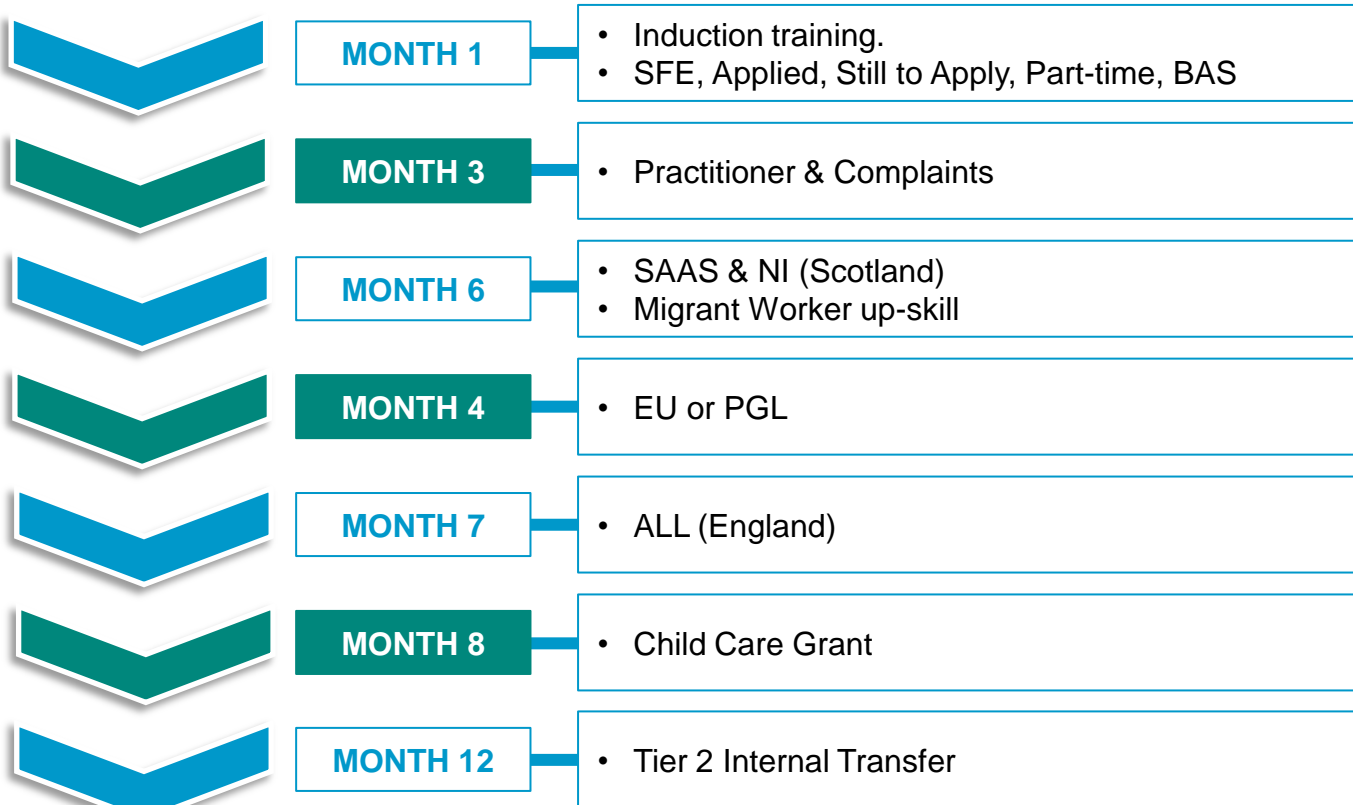 MONTH 1
• Induction training.
• SFE, Applied, Still to Apply, Part-time, BAS
MONTH 3
• Practitioner & Complaints
MONTH 6
• SAAS & NI (Scotland)
• Migrant Worker up-skill
MONTH 4
• EU or PGL
MONTH 7
• ALL (England)
MONTH 8
• Child Care Grant
MONTH 12
• Tier 2 Internal Transfer